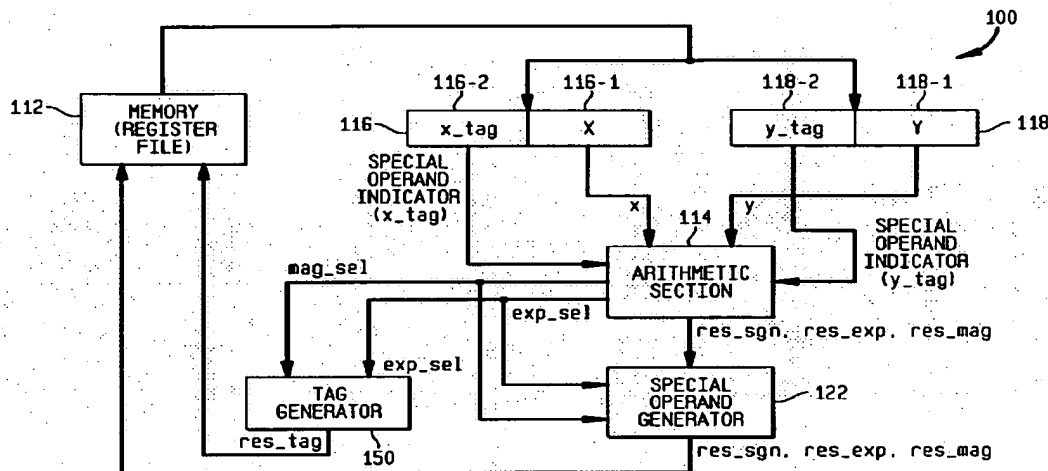 100
116-2
116-1
118-2
118-1
112
MEMORY
(REGISTER
FILE)
116
x_tag
X
y_tag
Y
118
SPECIAL
OPERAND
INDICATOR
(x_tag)
x
y
114
SPECIAL
OPERAND
INDICATOR
(y_tag)
ARITHMETIC
SECTION
mag_sel
exp_sel
res_sgn, res_exp, res_mag
exp_sel
TAG
GENERATOR
SPECIAL
OPERAND
GENERATOR
122
res_tag
150
res_sgn, res_exp, res_mag